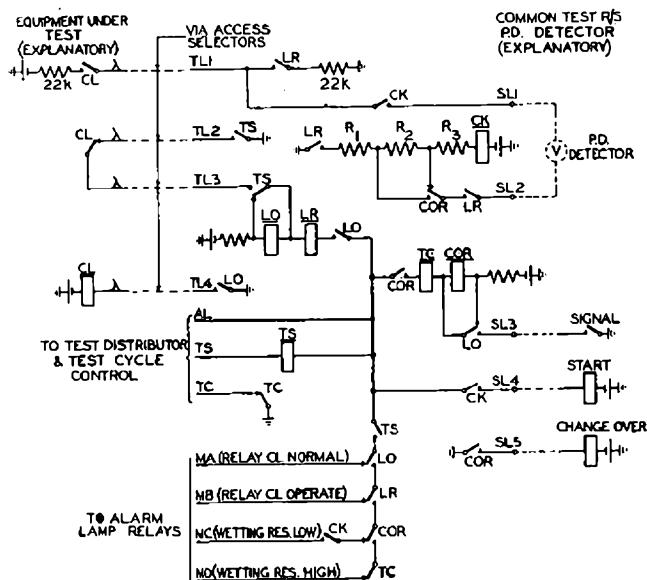 EQUIPMENT UNDER
TEST
(EXPLANATORY)
VIA ACCESS
SELECTORS
COMMON TEST R/S
P.D. DETECTOR
(EXPLANATORY)
22k
CL
λ
TL1
LR
22k
CK
SL1
CL
λ
TL2
TS
LR
R1
R2
R3
CK
V
P.D.
DETECTOR
λ
TL3
TS
COR
LR
SL2
LO
LR
LO
CL
λ
TL4
LO
COR
TC
COR
AL
LO
SL3
SIGNAL
TO TEST DISTRIBUTOR
& TEST CYCLE
CONTROL
TS
TS
TC
TC
CK
SL4
START
TS
COR
SL5
CHANGE OVER
MA (RELAY CL NORMAL)
LO
MB (RELAY CL OPERATE)
LR
TO ALARM
LAMP RELAYS
MC (WETTING RES. LOW)
CK
COR
MD (WETTING RES. HIGH)
TC